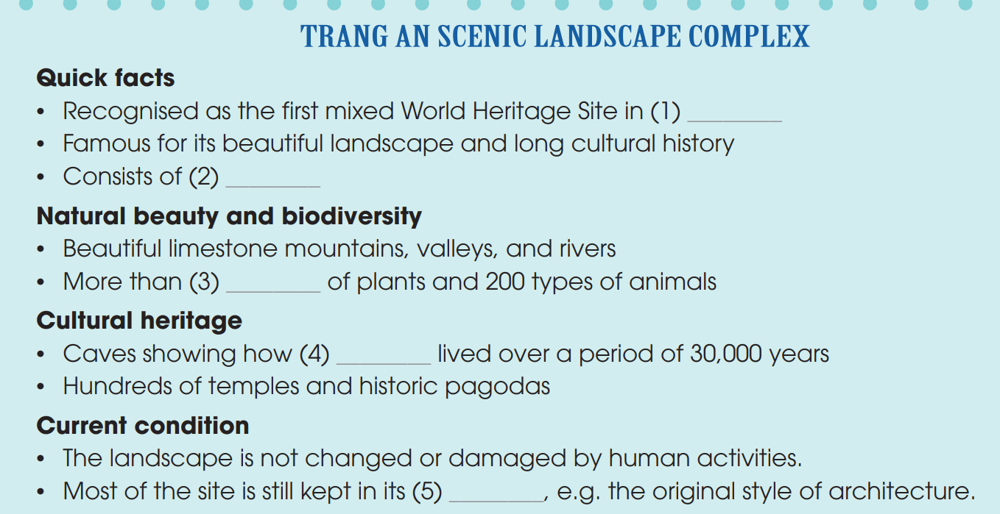 TRANG AN SCENIC LANDSCAPE COMPLEX
Quick facts
• Recognised as the first mixed World Heritage Site in (1) ________
• Famous for its beautiful landscape and long cultural history
• Consists of (2) ________
Natural beauty and biodiversity
• Beautiful limestone mountains, valleys, and rivers
• More than (3) ________ of plants and 200 types of animals
Cultural heritage
• Caves showing how (4) ________ lived over a period of 30,000 years
• Hundreds of temples and historic pagodas
Current condition
• The landscape is not changed or damaged by human activities.
• Most of the site is still kept in its (5) ________, e.g. the original style of architecture.